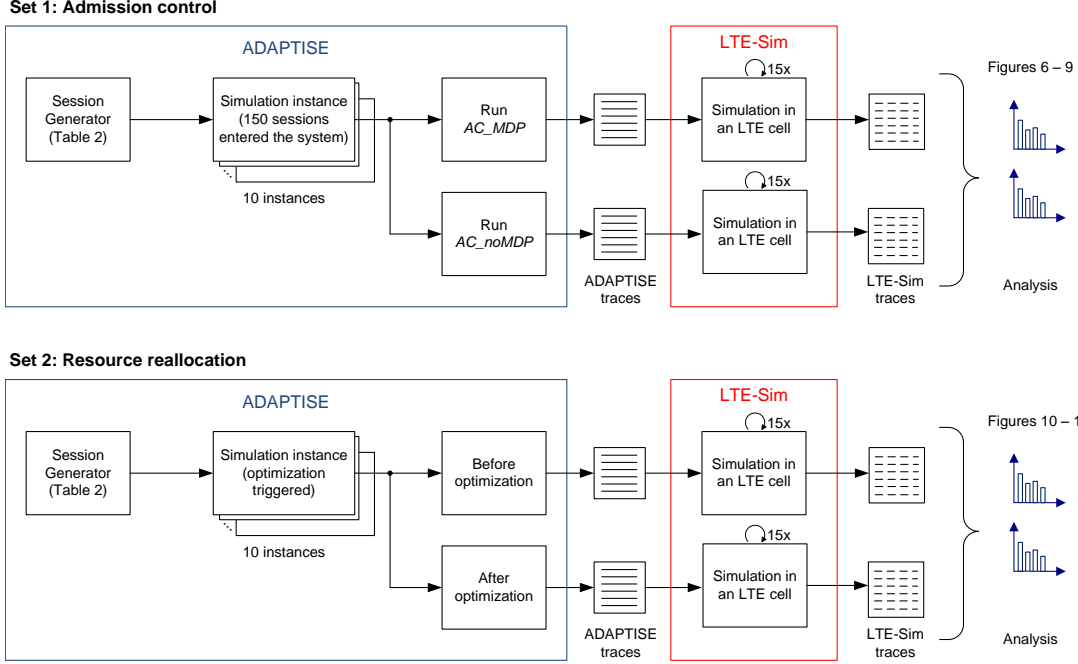 Set 1: Admission control
ADAPTISE
LTE-Sim
Session
Generator
(Table 2)
Simulation instance
(150 sessions
entered the system)
10 instances
Run
AC_MDP
Run
AC_noMDP
ADAPTISE
traces
15x
Simulation in
an LTE cell
15x
Simulation in
an LTE cell
LTE-Sim
traces
Figures 6 – 9
Analysis
Set 2: Resource reallocation
ADAPTISE
LTE-Sim
Session
Generator
(Table 2)
Simulation instance
(optimization
triggered)
10 instances
Before
optimization
After
optimization
ADAPTISE
traces
15x
Simulation in
an LTE cell
15x
Simulation in
an LTE cell
LTE-Sim
traces
Figures 10 – 1
Analysis